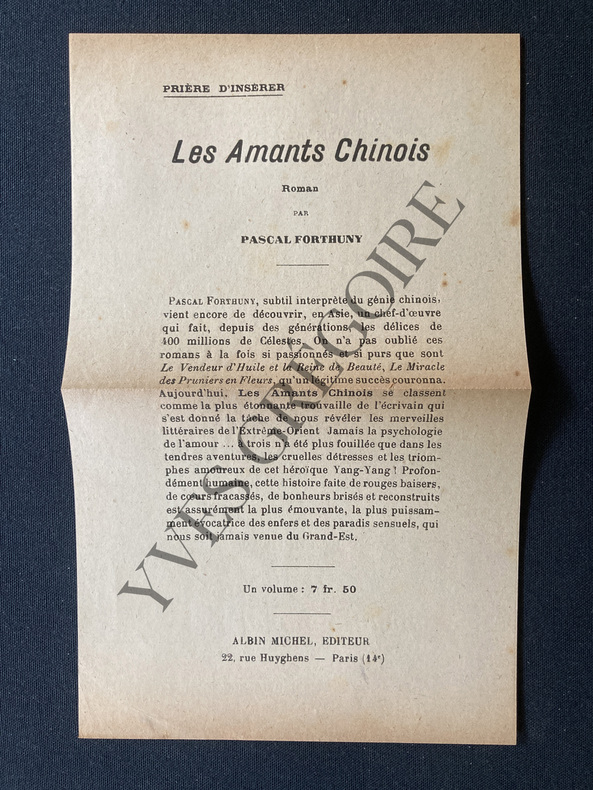 PRIÈRE D'INSÉRER
Les Amants Chinois
Roman
PAR
PASCAL FORTHUNY
PASCAL FORTHUNY, subtil interprète du génie chinois,
vient encore de découvrir, en Asie, un chef-d'œuvre
qui fait, depuis des générations, les délices de
400 millions de Célestes. On n'a pas oublié ces
romans à la fois si passionnés et si purs que sont
Le Vendeur d'Huile et la Reine de Beauté, Le Miracle
des Pruniers en Fleurs, qu'un légitime succès couronna.
Aujourd'hui, Les Amants Chinois se classent
comme la plus étonnante trouvaille de l'écrivain qui
s'est donné la tâche de nous révéler les merveilles
littéraires de l'Extrême-Orient Jamais la psychologie
de l'amour ... à trois n'a été plus fouillée que dans les
tendres aventures, les cruelles détresses et les triom-
phes amoureux de cet héroïque Yang-Yang ! Profon-
dément humaine, cette histoire faite de rouges baisers,
de cœurs fracassés, de bonheurs brisés et reconstruits
est assurément la plus émouvante, la plus puissam-
ment évocatrice des enfers et des paradis sensuels, qui
nous soit jamais venue du Grand-Est.
Un volume : 7 fr. 50
ALBIN MICHEL, EDITEUR
22, rue Huyghens — Paris (14e)
YVES GRÉGOIRE